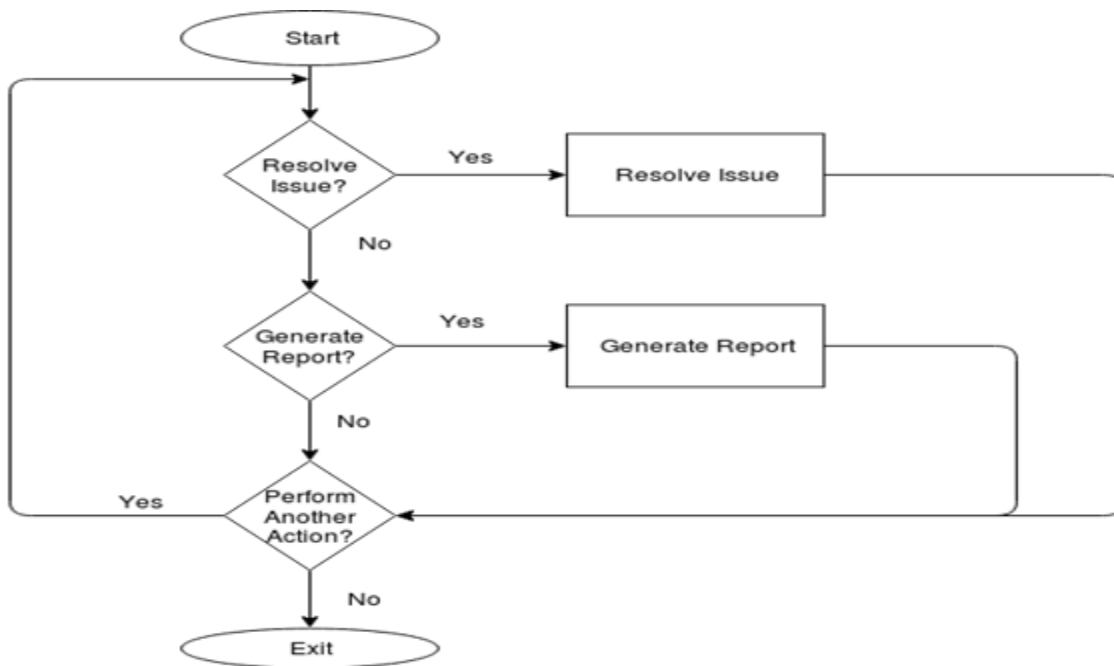 Start
Resolve
Issue?
Yes
Resolve Issue
No
Generate
Report?
Yes
Generate Report
No
Perform
Another
Action?
Yes
No
Exit